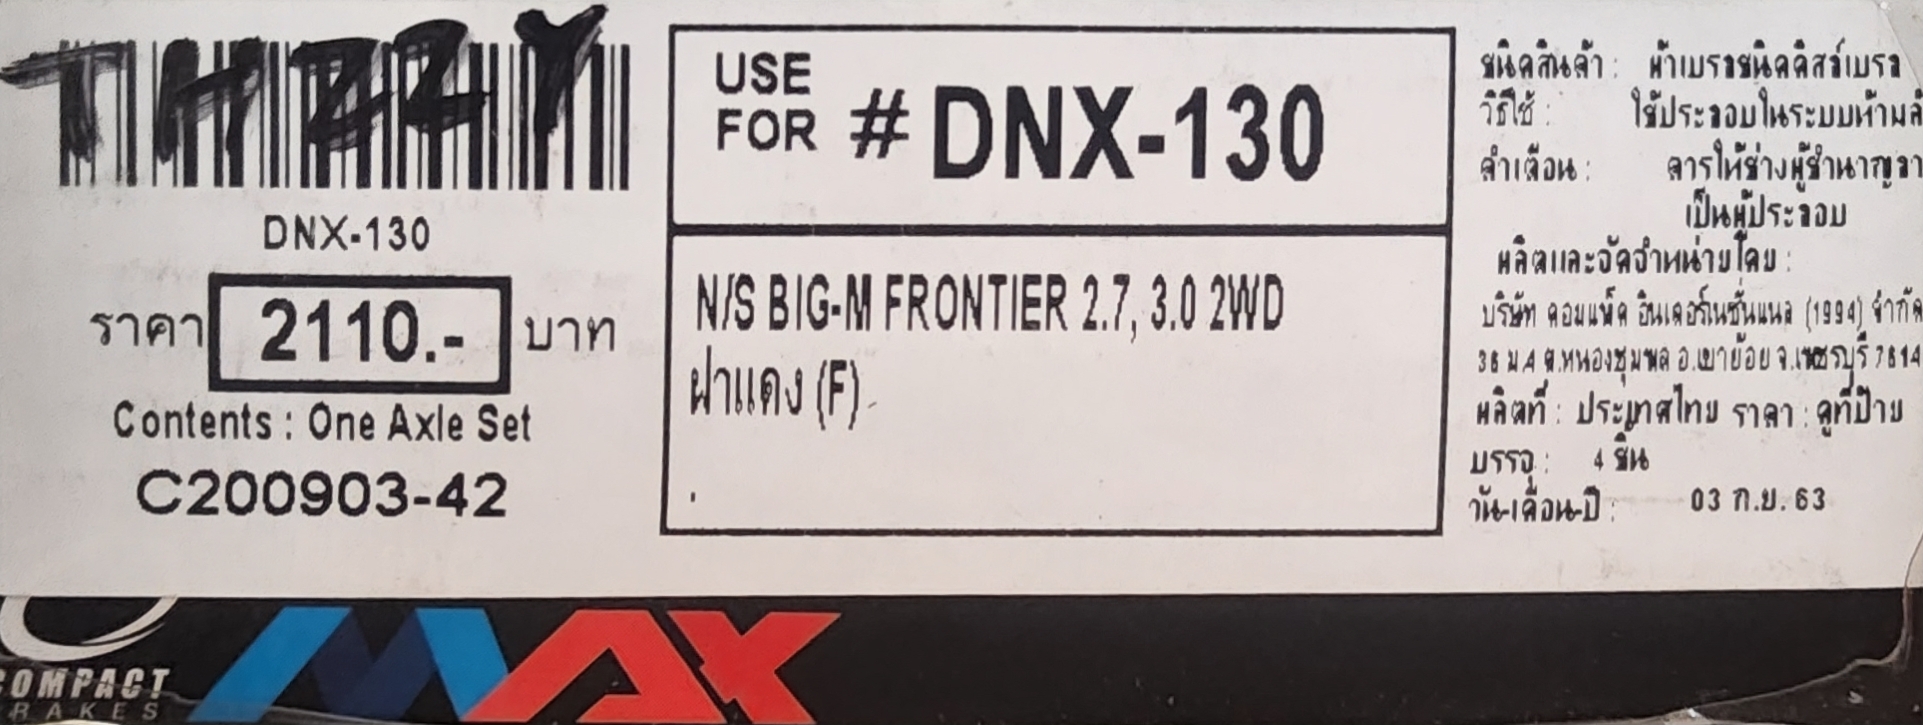 THZZY
DNX-130
ราคา 2110.- บาท
Contents : One Axle Set
C200903-42
USE FOR # DNX-130
N/S BIG-M FRONTIER 2.7, 3.0 2WD
ฝาแดง (F)
.
ชนิดสินค้า : ผ้าเบรกชนิดดิสก์เบรก
วิธีใช้ : ใช้ประกอบในระบบห้ามล้
คำเตือน : ควรให้ช่างผู้ชำนาญกา
เป็นผู้ประกอบ
ผลิตและจัดจำหน่ายโดย :
บริษัท คอมแพ็ค อินเตอร์เนชั่นแนล (1994) จำกัด
36 ม.4 ต.หนองชุมพล อ.เขาย้อย จ.เพชรบุรี 7614
ผลิตที่ : ประเทศไทย ราคา : ดูที่ป้าย
บรรจุ : 4 ชิ้น
วัน-เดือน-ปี : 03 ก.ย. 63
COMPACT
BRAKES
MAX